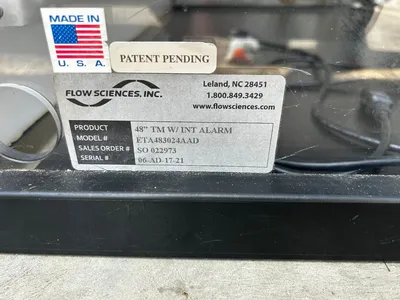 MADE IN
U. S. A.
PATENT PENDING
FLOW SCIENCES, INC.
Leland, NC 28451
1.800.849.3429
www.flowsciences.com
PRODUCT 48" TM W/ INT ALARM
MODEL # ETA483024AAD
SALES ORDER # SO 022973
SERIAL # 06-AD-17-21